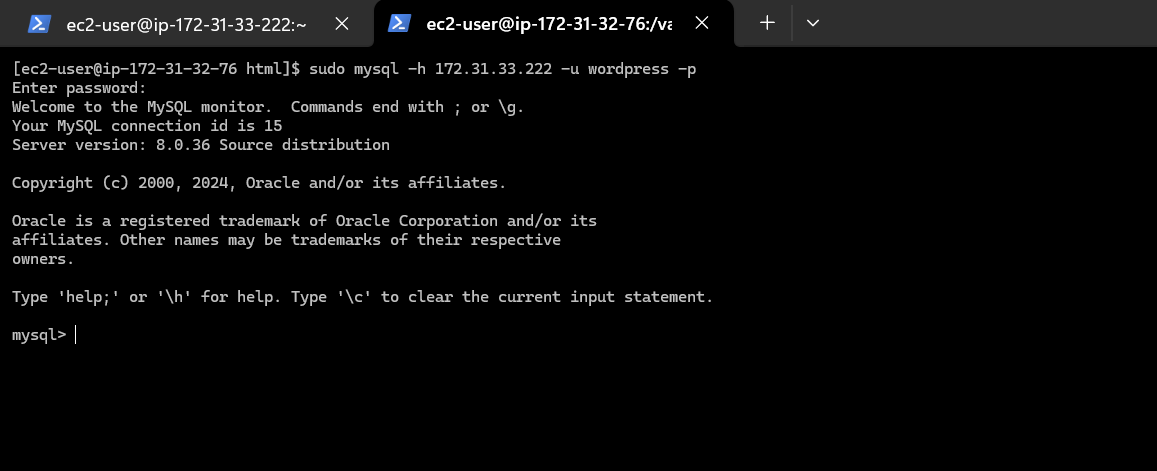 ec2-user@ip-172-31-33-222:~
ec2-user@ip-172-31-32-76:/va
[ec2-user@ip-172-31-32-76 html]$ sudo mysql -h 172.31.33.222 -u wordpress -p
Enter password:
Welcome to the MySQL monitor.  Commands end with ; or \g.
Your MySQL connection id is 15
Server version: 8.0.36 Source distribution
Copyright (c) 2000, 2024, Oracle and/or its affiliates.
Oracle is a registered trademark of Oracle Corporation and/or its
affiliates. Other names may be trademarks of their respective
owners.
Type 'help;' or '\h' for help. Type '\c' to clear the current input statement.
mysql>